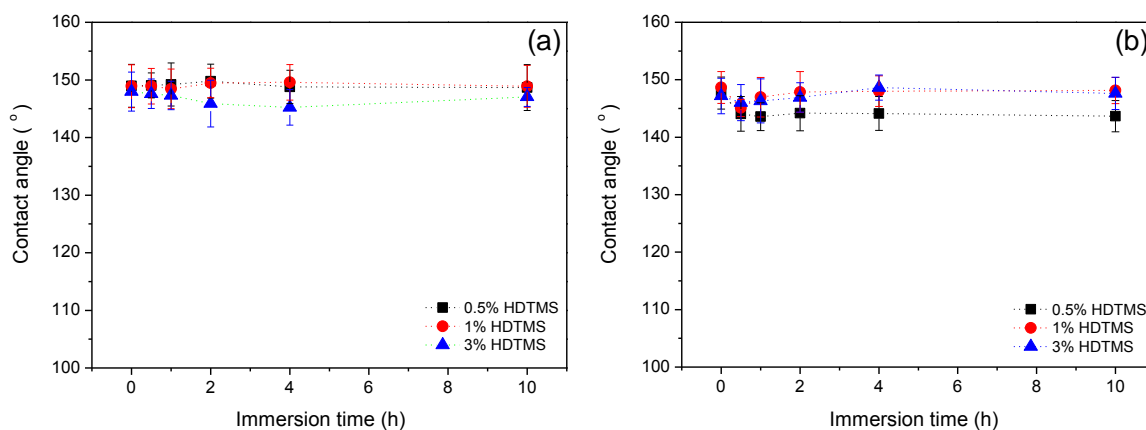 (a)
Contact angle ( ° )
160
150
140
130
120
110
100
0.5% HDTMS
1% HDTMS
3% HDTMS
0 2 4 6 8 10
Immersion time (h)
(b)
Contact angle ( ° )
160
150
140
130
120
110
100
0.5% HDTMS
1% HDTMS
3% HDTMS
0 2 4 6 8 10
Immersion time (h)